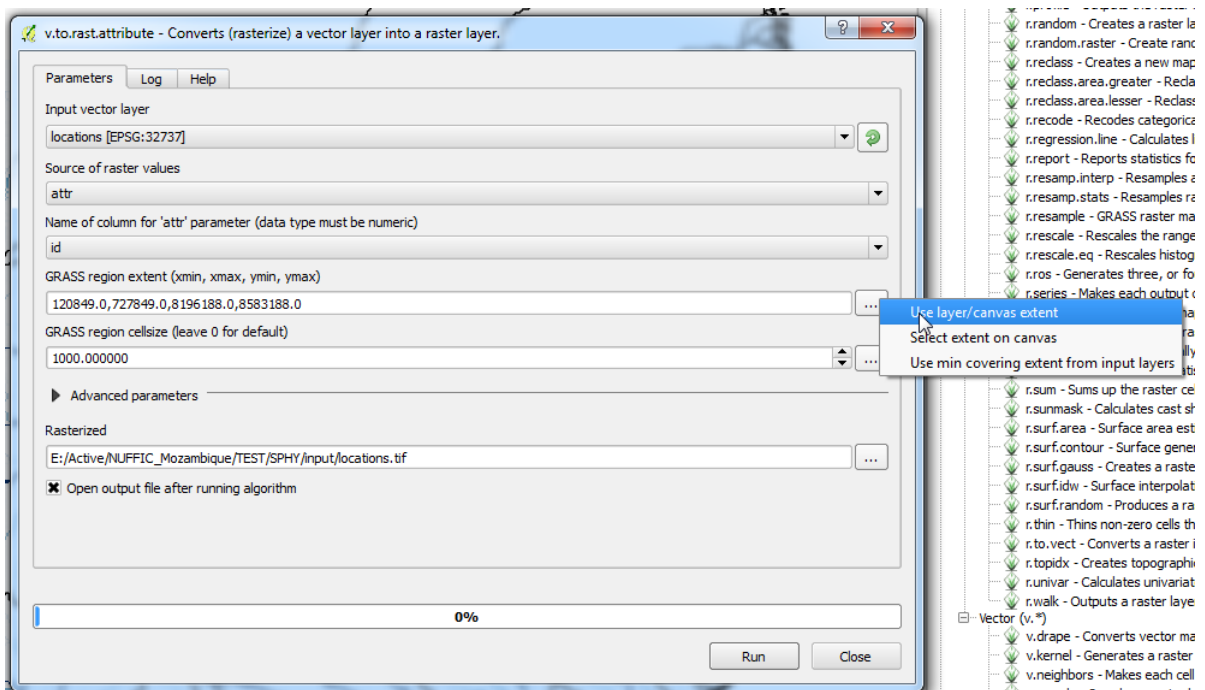 v.to.rast.attribute - Converts (rasterize) a vector layer into a raster layer.
Parameters
Log
Help
Input vector layer
locations [EPSG:32737]
Source of raster values
attr
Name of column for 'attr' parameter (data type must be numeric)
id
GRASS region extent (xmin, xmax, ymin, ymax)
120849.0,727849.0,8196188.0,8583188.0
...
GRASS region cellsize (leave 0 for default)
1000.000000
...
Advanced parameters
Rasterized
E:/Active/NUFFIC_Mozambique/TEST/SPHY/input/locations.tif
...
Open output file after running algorithm
0%
Run
Close
Use layer/canvas extent
Select extent on canvas
Use min covering extent from input layers
r.random - Creates a raster la
r.random.raster - Create rand
r.reclass - Creates a new map
r.reclass.area.greater - Recla
r.reclass.area.lesser - Reclass
r.recode - Recodes categorica
r.regression.line - Calculates l
r.report - Reports statistics fo
r.resamp.interp - Resamples a
r.resamp.stats - Resamples ra
r.resample - GRASS raster ma
r.rescale - Rescales the range
r.rescale.eq - Rescales histog
r.ros - Generates three, or fo
r.series - Makes each output c
r.sum - Sums up the raster cel
r.sunmask - Calculates cast sh
r.surf.area - Surface area est
r.surf.contour - Surface gener
r.surf.gauss - Creates a raste
r.surf.idw - Surface interpolat
r.surf.random - Produces a ra
r.thin - Thins non-zero cells th
r.to.vect - Converts a raster i
r.topidx - Creates topographi
r.univar - Calculates univariat
r.walk - Outputs a raster laye
Vector (v.*)
v.drape - Converts vector ma
v.kernel - Generates a raster
v.neighbors - Makes each cell